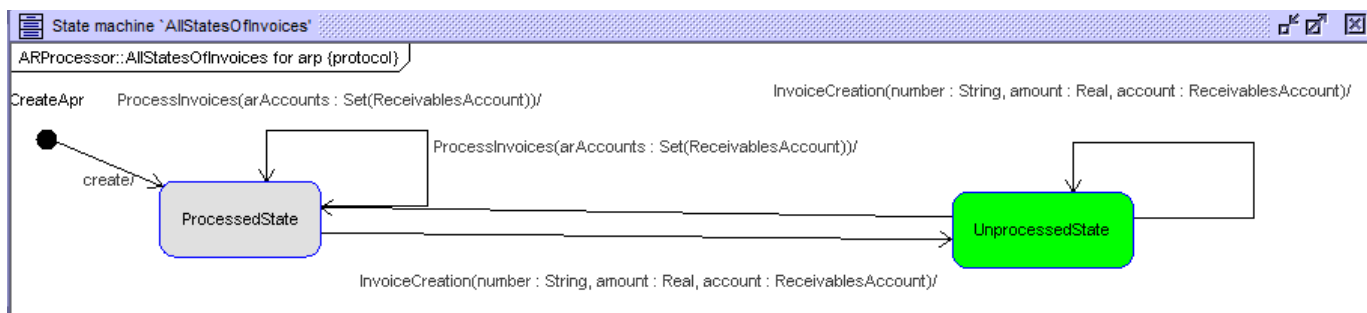 State machine `AllStatesOfInvoices'
ARProcessor::AllStatesOfInvoices for arp {protocol}
CreateApr
ProcessInvoices(arAccounts : Set(ReceivablesAccount))/
InvoiceCreation(number : String, amount : Real, account : ReceivablesAccount)/
ProcessInvoices(arAccounts : Set(ReceivablesAccount))/
create/
ProcessedState
UnprocessedState
InvoiceCreation(number : String, amount : Real, account : ReceivablesAccount)/